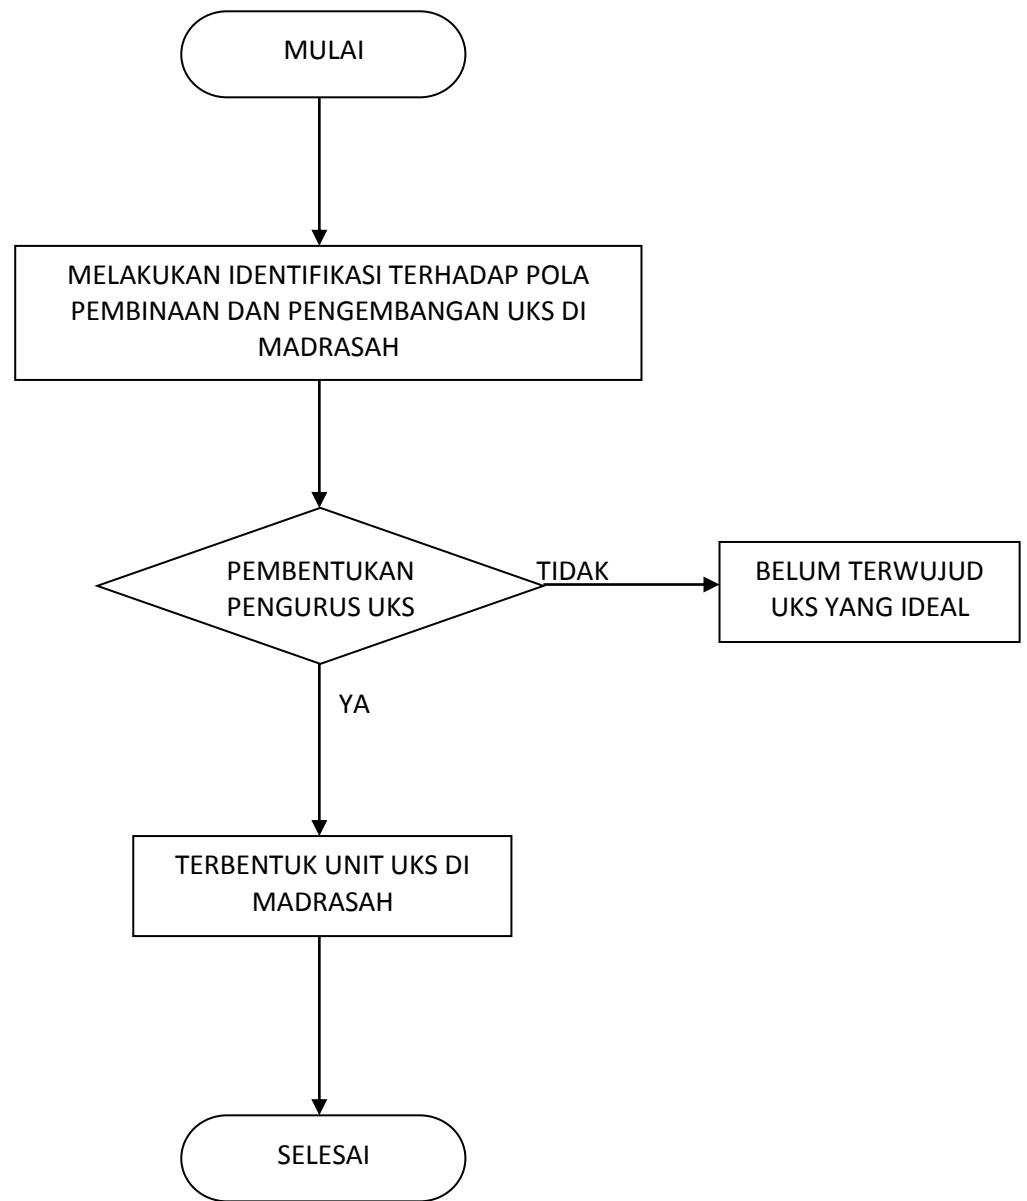 MULAI
MELAKUKAN IDENTIFIKASI TERHADAP POLA
PEMBINAAN DAN PENGEMBANGAN UKS DI
MADRASAH
PEMBENTUKAN
PENGURUS UKS
TIDAK
BELUM TERWUJUD
UKS YANG IDEAL
YA
TERBENTUK UNIT UKS DI
MADRASAH
SELESAI